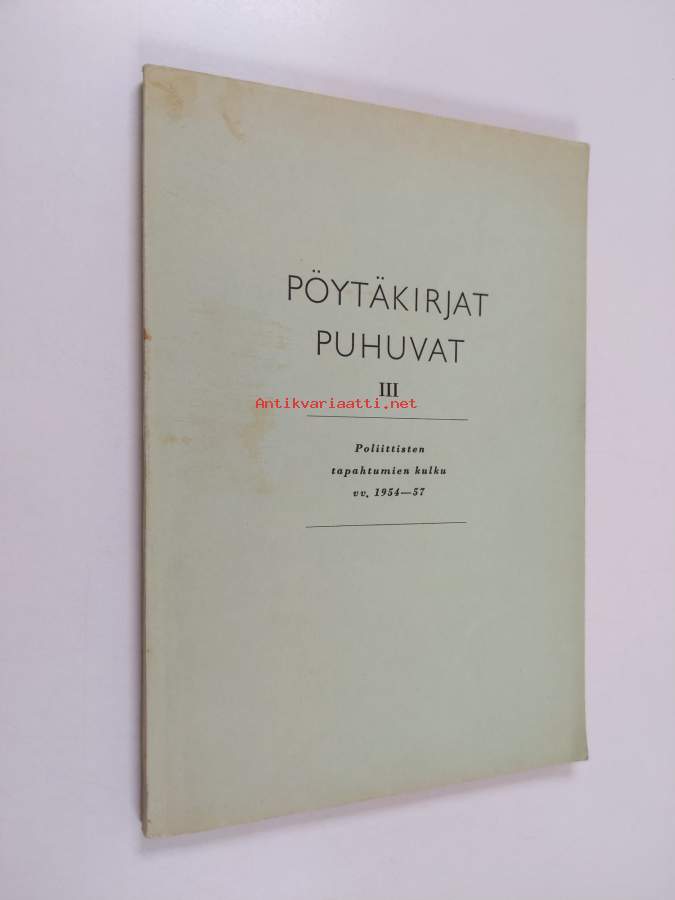 PÖYTÄKIRJAT
PUHUVAT
III
Antikvariaatti.net
Poliittisten
tapahtumien kulku
vv. 1954—57